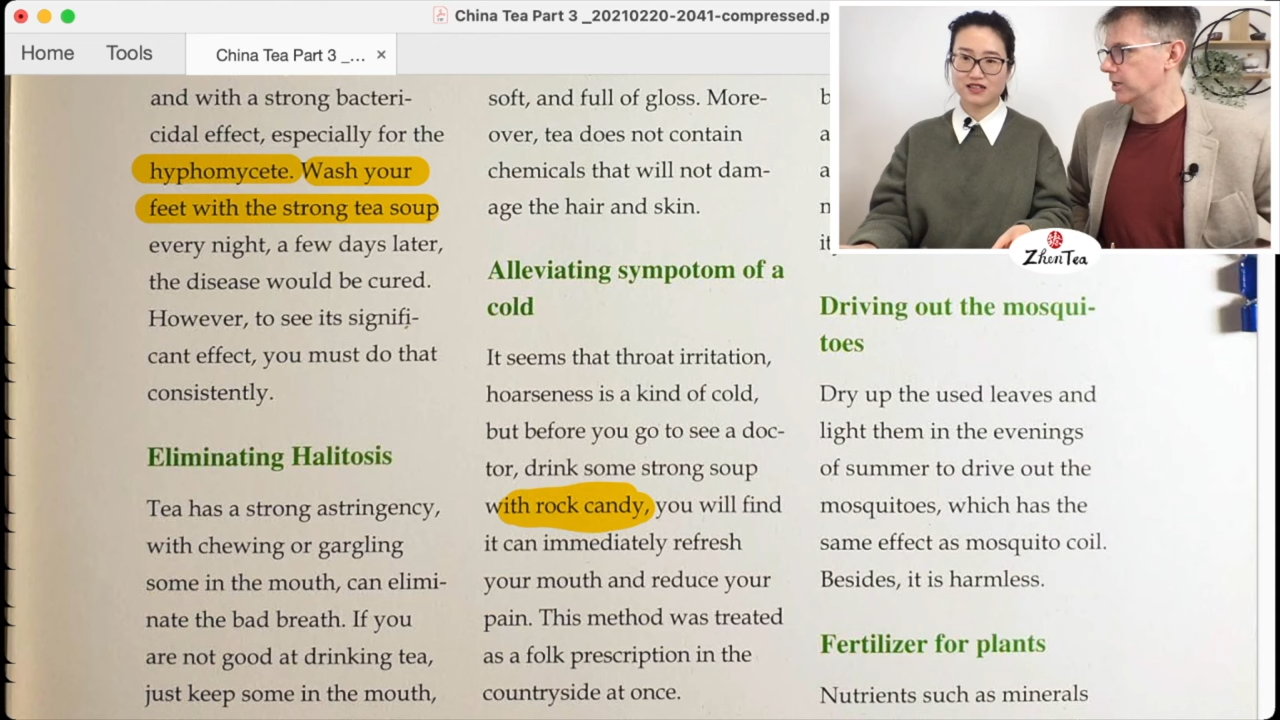 China Tea Part 3 _20210220-2041-compressed.p
Home
Tools
China Tea Part 3 _... ×
and with a strong bacteri-
cidal effect, especially for the
hyphomycete. Wash your
feet with the strong tea soup
every night, a few days later,
the disease would be cured.
However, to see its signifi-
cant effect, you must do that
consistently.
Eliminating Halitosis
Tea has a strong astringency,
with chewing or gargling
some in the mouth, can elimi-
nate the bad breath. If you
are not good at drinking tea,
just keep some in the mouth,
soft, and full of gloss. More-
over, tea does not contain
chemicals that will not dam-
age the hair and skin.
Alleviating sympotom of a
cold
It seems that throat irritation,
hoarseness is a kind of cold,
but before you go to see a doc-
tor, drink some strong soup
with rock candy, you will find
it can immediately refresh
your mouth and reduce your
pain. This method was treated
as a folk prescription in the
countryside at once.
Driving out the mosqui-
toes
Dry up the used leaves and
light them in the evenings
of summer to drive out the
mosquitoes, which has the
same effect as mosquito coil.
Besides, it is harmless.
Fertilizer for plants
Nutrients such as minerals
ZhenTea